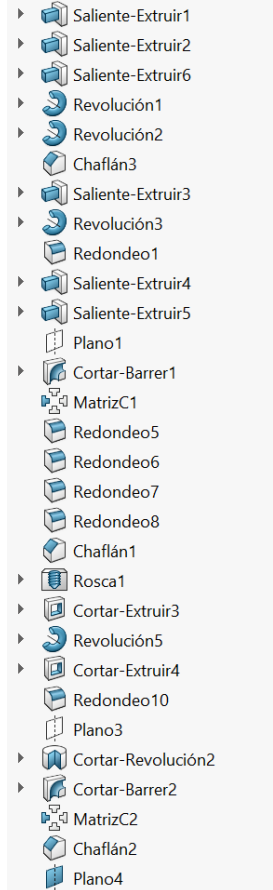 Saliente-Extruir1
Saliente-Extruir2
Saliente-Extruir6
Revolución1
Revolución2
Chaflán3
Saliente-Extruir3
Revolución3
Redondeo1
Saliente-Extruir4
Saliente-Extruir5
Plano1
Cortar-Barrer1
MatrizC1
Redondeo5
Redondeo6
Redondeo7
Redondeo8
Chaflán1
Rosca1
Cortar-Extruir3
Revolución5
Cortar-Extruir4
Redondeo10
Plano3
Cortar-Revolución2
Cortar-Barrer2
MatrizC2
Chaflán2
Plano4